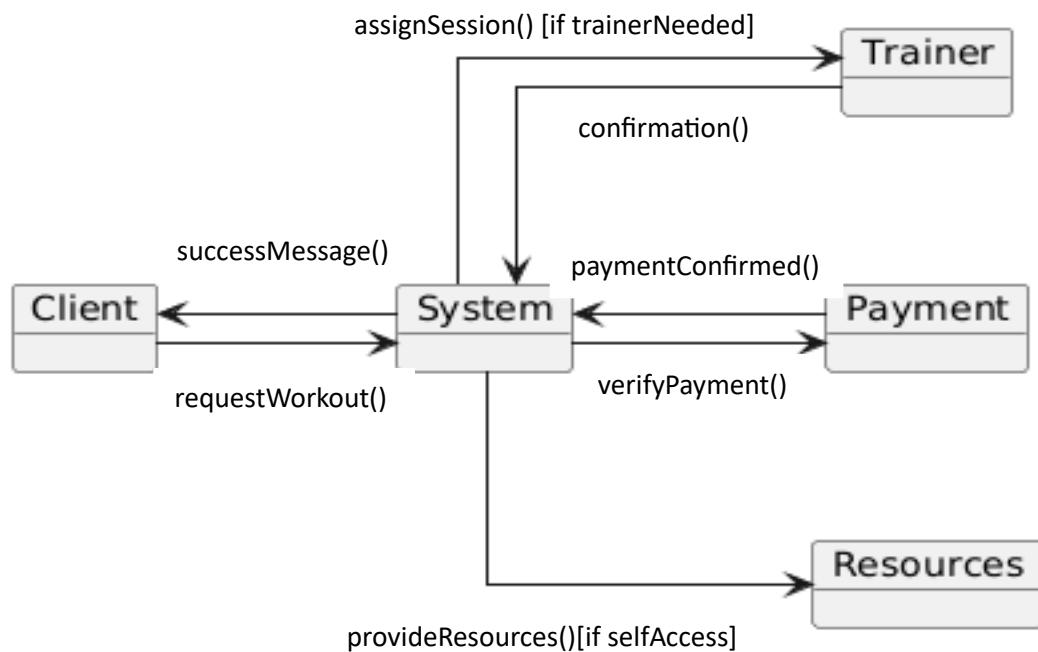 assignSession() [if trainerNeeded]
Trainer
confirmation()
successMessage()
paymentConfirmed()
Client
System
Payment
requestWorkout()
verifyPayment()
Resources
provideResources()[if selfAccess]